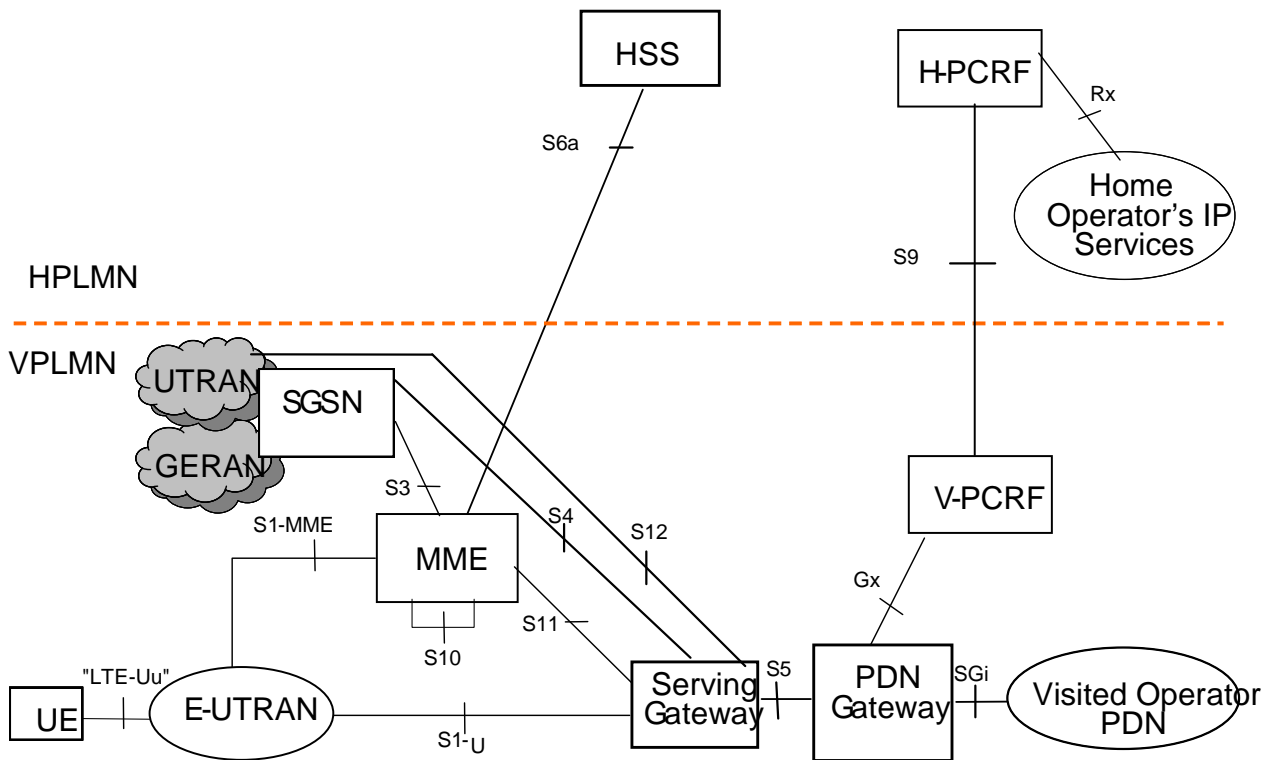 HSS
H-PCRF
Rx
S6a
Home
Operator's IP
Services
S9
HPLMN
VPLMN
UTRAN
SGSN
GERAN
S3
V-PCRF
S4
S12
S1-MME
MME
Gx
S11
S10
"LTE-Uu"
S5
SGi
UE
E-UTRAN
Serving
Gateway
PDN
Gateway
Visited Operator
PDN
S1-U